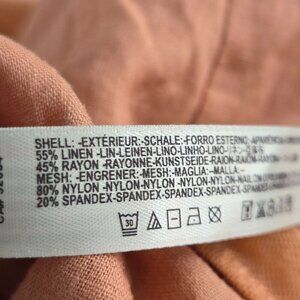 SHELL: -EXTÉRIEUR:-SCHALE:-FORRO ESTERNO:
55% LINEN -LIN-LEINEN-LINO-LINHO-LINO-
45% RAYON -RAYONNE-KUNSTSEIDE-RAION-
MESH: -ENGRENER:-MESH-MAGLIA:-MALLA:-
80% NYLON -NYLON-NYLON-NYLON-NYLON-NYLON-
20% SPANDEX-SPANDEX-SPANDEX-SPANDEX-SPANDEX-
30